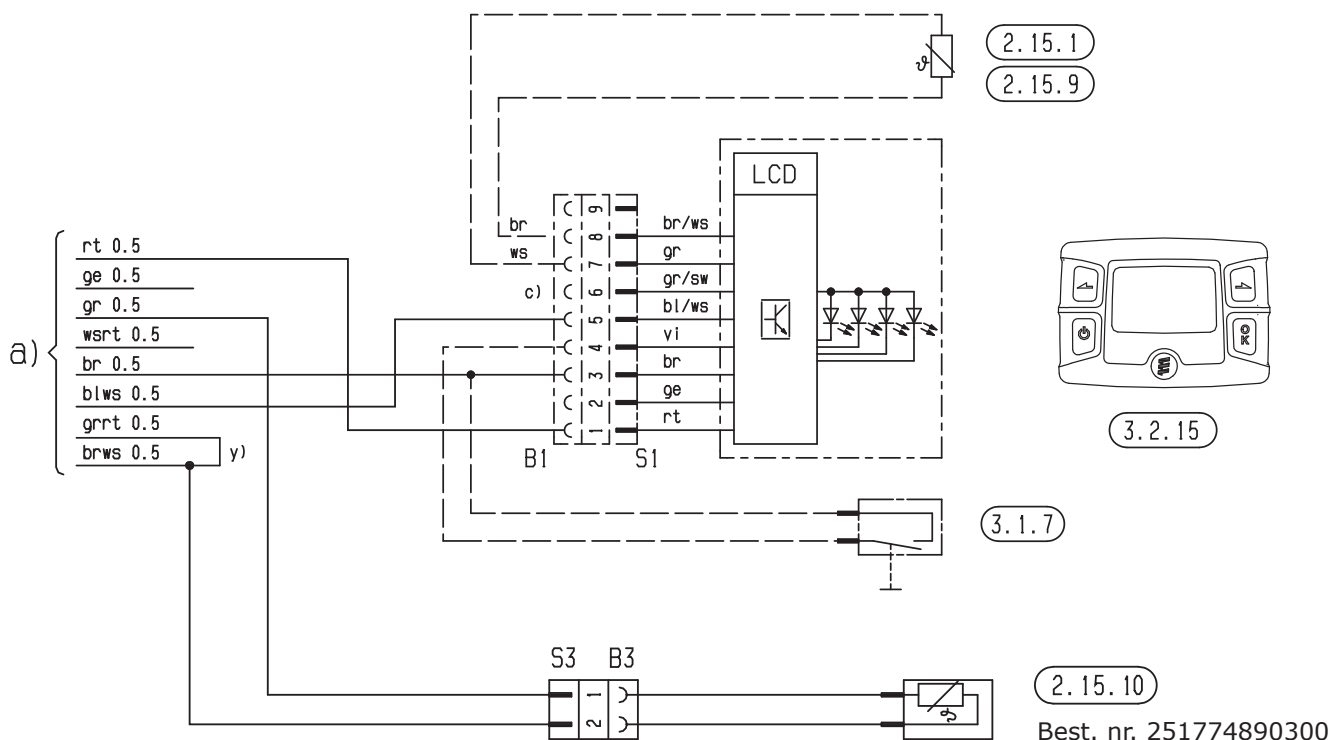 2.15.1
2.15.9
LCD
br
ws
c)
9
8
7
6
5
4
3
2
1
br/ws
gr
gr/sw
bl/ws
vi
br
ge
rt
B1
S1
a)
rt 0.5
ge 0.5
gr 0.5
wsrt 0.5
br 0.5
blws 0.5
grrt 0.5
brws 0.5
y)
OK
3.2.15
3.1.7
S3 B3
1
2
ϑ
ϑ
2.15.10
Best. nr. 251774890300